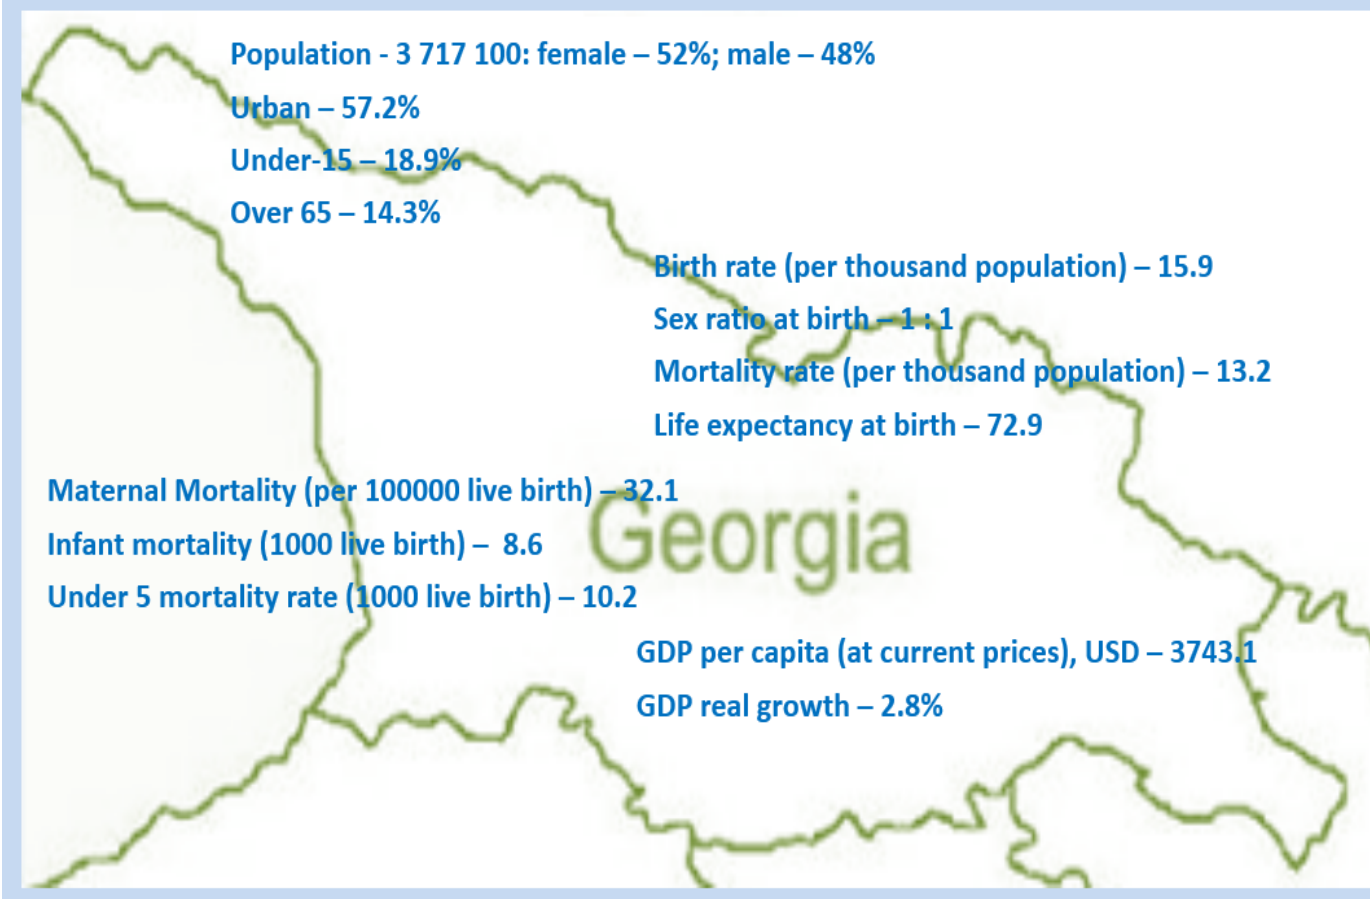 Population - 3 717 100: female – 52%; male – 48%
Urban – 57.2%
Under-15 – 18.9%
Over 65 – 14.3%
Birth rate (per thousand population) – 15.9
Sex ratio at birth – 1 : 1
Mortality rate (per thousand population) – 13.2
Life expectancy at birth – 72.9
Maternal Mortality (per 100000 live birth) – 32.1
Georgia
Infant mortality (1000 live birth) – 8.6
Under 5 mortality rate (1000 live birth) – 10.2
GDP per capita (at current prices), USD – 3743.1
GDP real growth – 2.8%